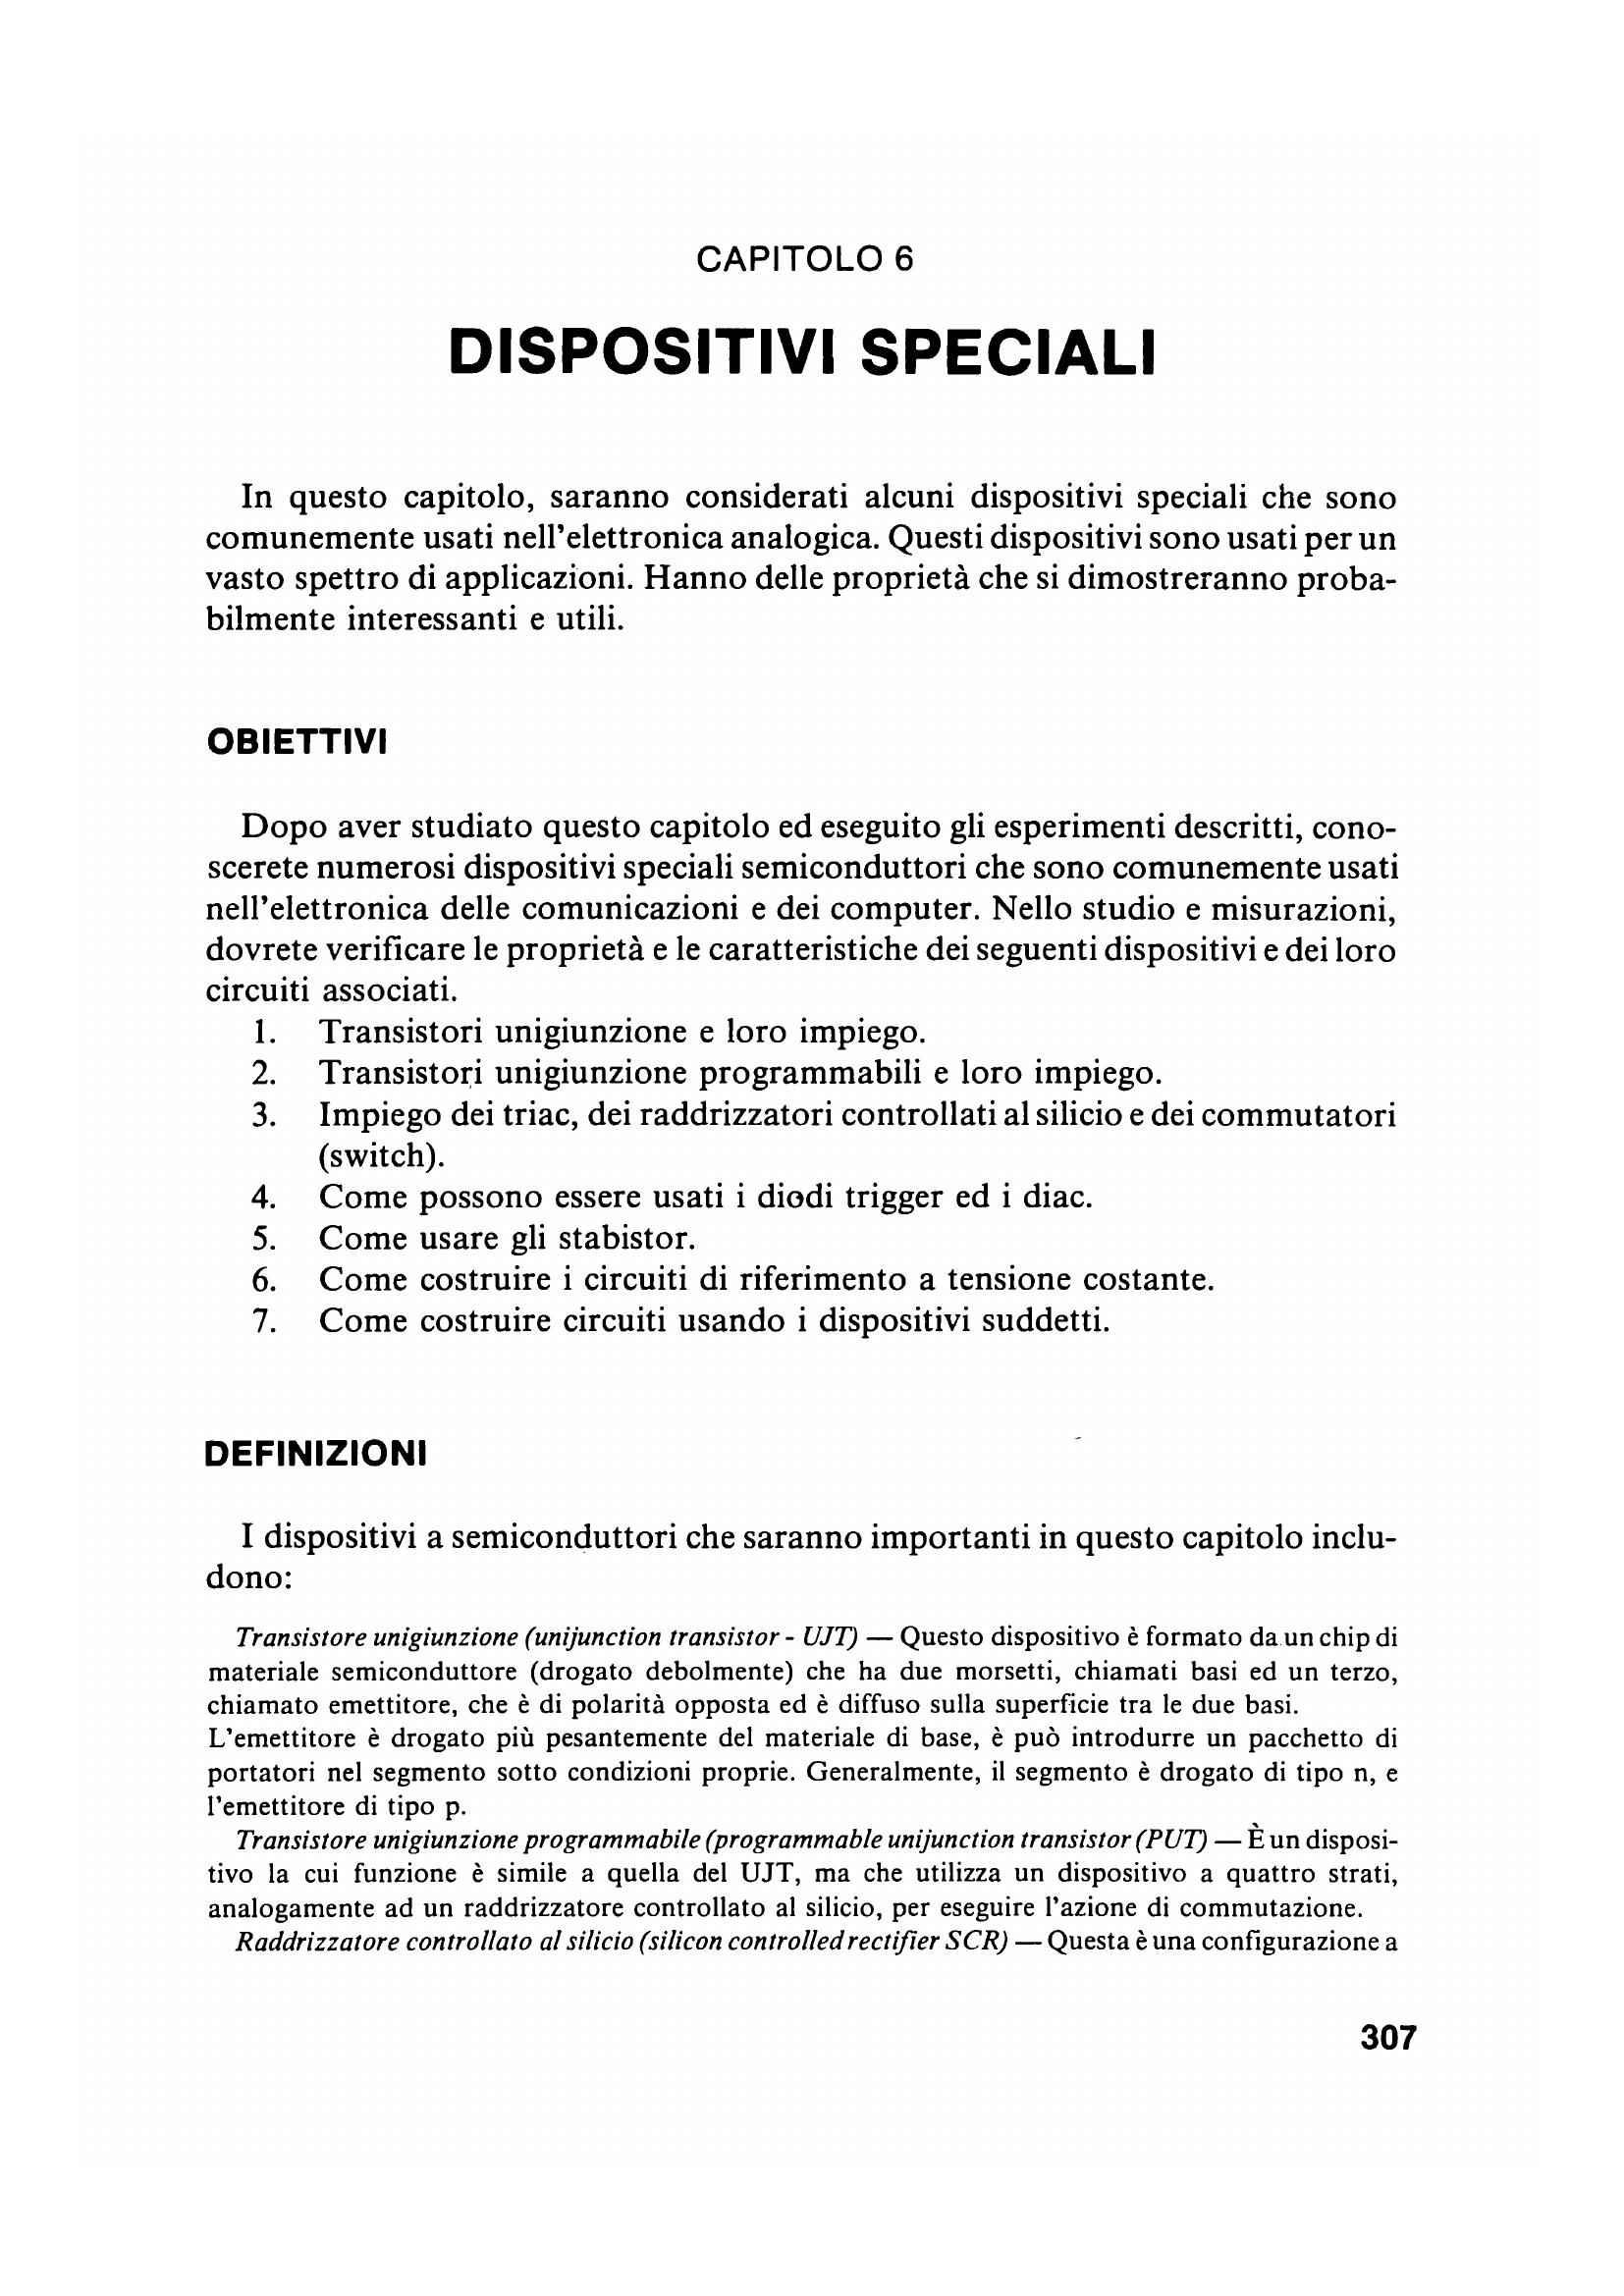 CAPITOLO 6
DISPOSITIVI SPECIALI
In questo capitolo, saranno considerati alcuni dispositivi speciali che sono
comunemente usati nell'elettronica analogica. Questi dispositivi sono usati per un
vasto spettro di applicazioni. Hanno delle proprietà che si dimostreranno proba-
bilmente interessanti e utili.
OBIETTIVI
Dopo aver studiato questo capitolo ed eseguito gli esperimenti descritti, cono-
scerete numerosi dispositivi speciali semiconduttori che sono comunemente usati
nell'elettronica delle comunicazioni e dei computer. Nello studio e misurazioni,
dovrete verificare le proprietà e le caratteristiche dei seguenti dispositivi e dei loro
circuiti associati.
1. Transistori unigiunzione e loro impiego.
2. Transistori unigiunzione programmabili e loro impiego.
3. Impiego dei triac, dei raddrizzatori controllati al silicio e dei commutatori
(switch).
4. Come possono essere usati i diodi trigger ed i diac.
5. Come usare gli stabistor.
6. Come costruire i circuiti di riferimento a tensione costante.
7. Come costruire circuiti usando i dispositivi suddetti.
DEFINIZIONI
I dispositivi a semiconduttori che saranno importanti in questo capitolo inclu-
dono:
Transistore unigiunzione (unijunction transistor - UJT) — Questo dispositivo è formato da un chip di
materiale semiconduttore (drogato debolmente) che ha due morsetti, chiamati basi ed un terzo,
chiamato emettitore, che è di polarità opposta ed è diffuso sulla superficie tra le due basi.
L'emettitore è drogato più pesantemente del materiale di base, è può introdurre un pacchetto di
portatori nel segmento sotto condizioni proprie. Generalmente, il segmento è drogato di tipo n, e
l'emettitore di tipo p.
Transistore unigiunzione programmabile (programmable unijunction transistor (PUT) — È un disposi-
tivo la cui funzione è simile a quella del UJT, ma che utilizza un dispositivo a quattro strati,
analogamente ad un raddrizzatore controllato al silicio, per eseguire l'azione di commutazione.
Raddrizzatore controllato al silicio (silicon controlled rectifier SCR) — Questa è una configurazione a
307